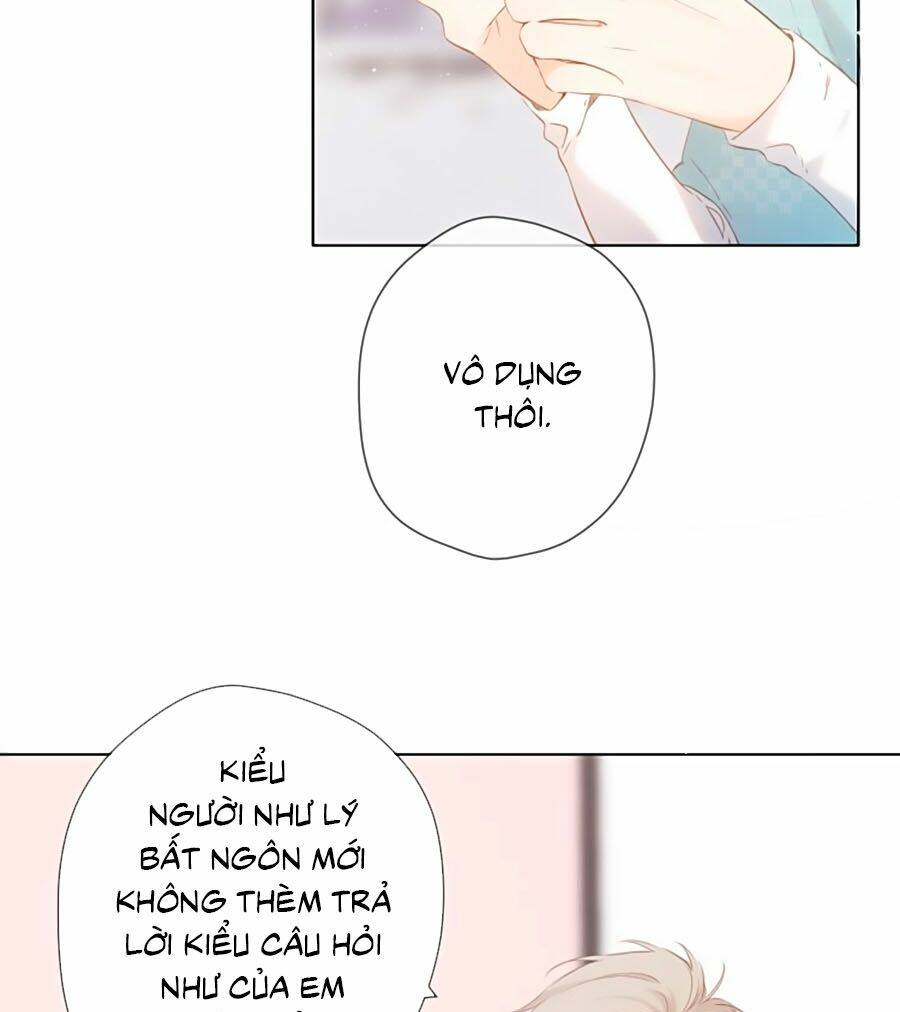 VÔ DỤNG
THÔI.
KIỂU
NGƯỜI NHƯ LÝ
BẤT NGÔN MỚI
KHÔNG THÈM TRẢ
LỜI KIỂU CÂU HỎI
NHƯ CỦA EM